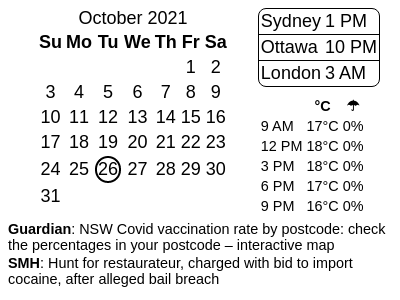 October 2021
Su Mo Tu We Th Fr Sa
1 2
3 4 5 6 7 8 9
10 11 12 13 14 15 16
17 18 19 20 21 22 23
24 25 26 27 28 29 30
31
Sydney 1 PM
Ottawa 10 PM
London 3 AM
°C ☂
9 AM 17°C 0%
12 PM 18°C 0%
3 PM 18°C 0%
6 PM 17°C 0%
9 PM 16°C 0%
Guardian: NSW Covid vaccination rate by postcode: check
the percentages in your postcode – interactive map
SMH: Hunt for restaurateur, charged with bid to import
cocaine, after alleged bail breach